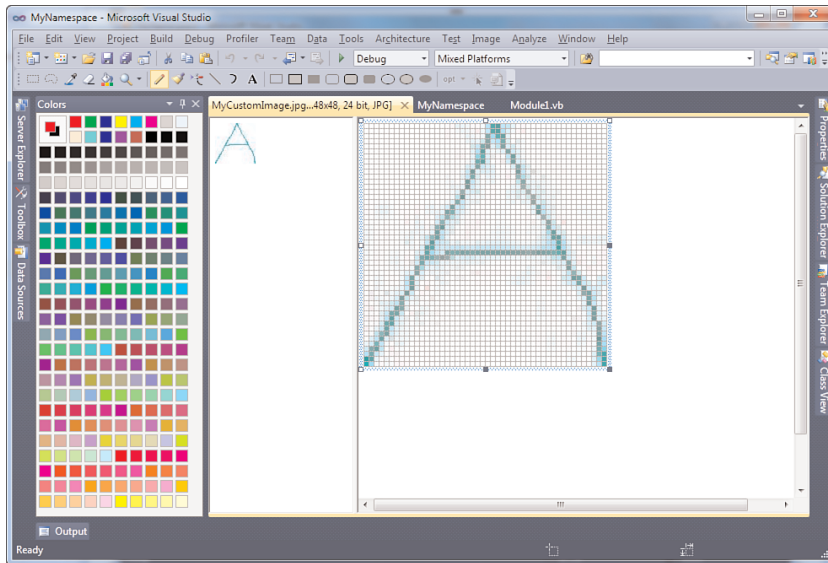 MyNamespace - Microsoft Visual Studio
File Edit View Project Build Debug Profiler Team Data Tools Architecture Test Image Analyze Window Help
Debug Mixed Platforms
A opt
Colors MyCustomImage.jpg...48x48, 24 bit, JPG] MyNamespace Module1.vb
Server Explorer
Toolbox
Data Sources
A
Properties
Solution Explorer
Team Explorer
Class View
Output
Ready